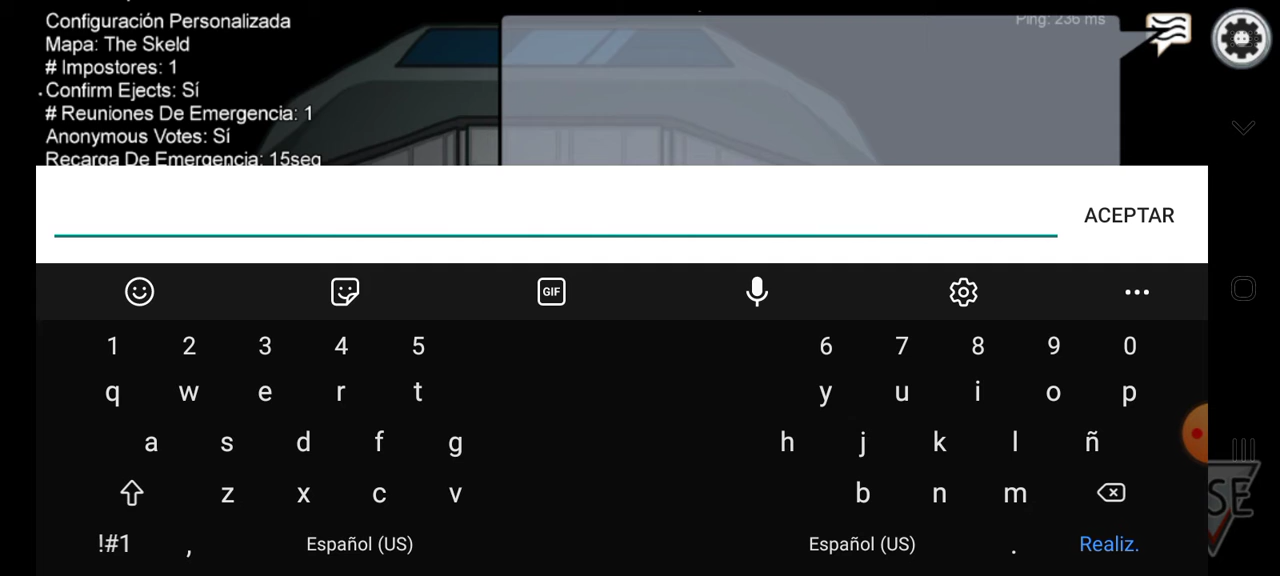 Configuración Personalizada
Mapa: The Skeld
# Impostores: 1
Confirm Ejects: Sí
# Reuniones De Emergencia: 1
Anonymous Votes: Sí
Recarga De Emergencia: 15seg
Ping: 236 ms
ACEPTAR
GIF
1 2 3 4 5 6 7 8 9 0
q w e r t y u i o p
a s d f g h j k l ñ
z x c v b n m
!#1 , Español (US) Español (US) . Realiz.
SE